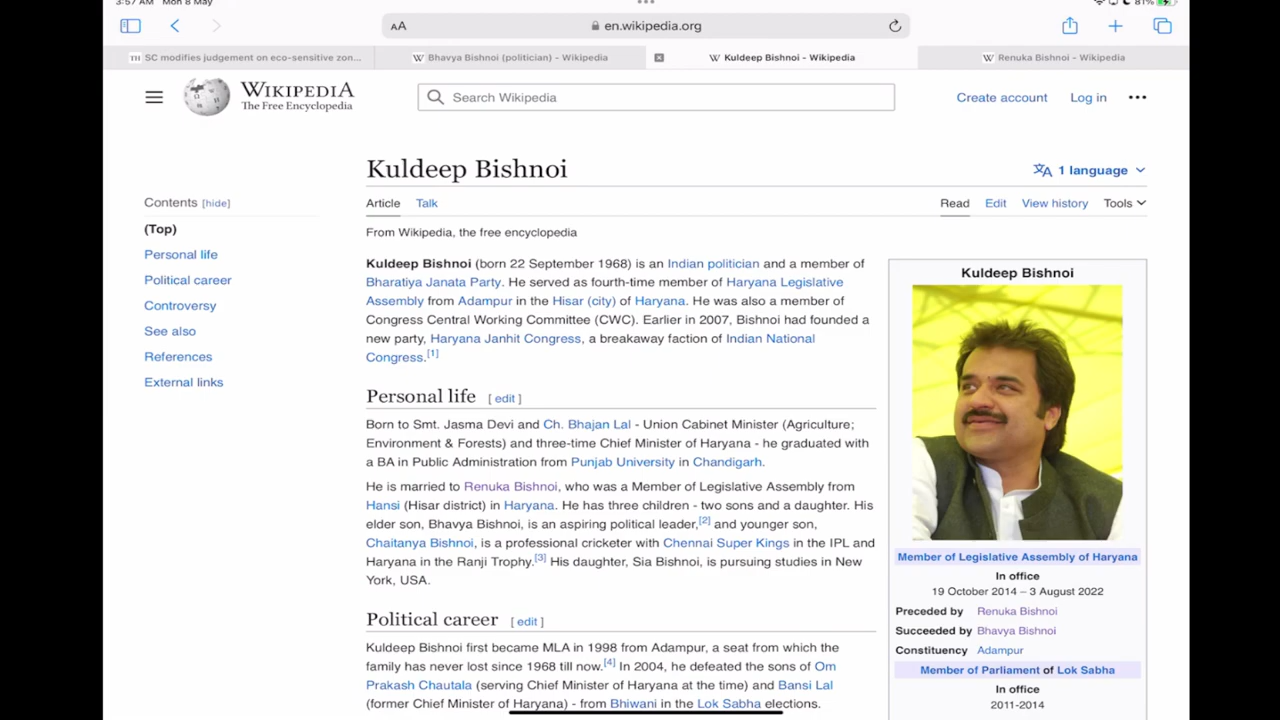 3:57 AM Mon 8 May
81%
AA
en.wikipedia.org
TH SC modifies judgement on eco-sensitive zon...
W Bhavya Bishnoi (politician) - Wikipedia
W Kuldeep Bishnoi - Wikipedia
W Renuka Bishnoi - Wikipedia
WIKIPEDIA
The Free Encyclopedia
Search Wikipedia
Create account
Log in
Kuldeep Bishnoi
1 language
Contents [hide]
(Top)
Personal life
Political career
Controversy
See also
References
External links
Article Talk
Read Edit View history Tools
From Wikipedia, the free encyclopedia
Kuldeep Bishnoi (born 22 September 1968) is an Indian politician and a member of
Bharatiya Janata Party. He served as fourth-time member of Haryana Legislative
Assembly from Adampur in the Hisar (city) of Haryana. He was also a member of
Congress Central Working Committee (CWC). Earlier in 2007, Bishnoi had founded a
new party, Haryana Janhit Congress, a breakaway faction of Indian National
Congress.[1]
Personal life [ edit ]
Born to Smt. Jasma Devi and Ch. Bhajan Lal - Union Cabinet Minister (Agriculture;
Environment & Forests) and three-time Chief Minister of Haryana - he graduated with
a BA in Public Administration from Punjab University in Chandigarh.
He is married to Renuka Bishnoi, who was a Member of Legislative Assembly from
Hansi (Hisar district) in Haryana. He has three children - two sons and a daughter. His
elder son, Bhavya Bishnoi, is an aspiring political leader,[2] and younger son,
Chaitanya Bishnoi, is a professional cricketer with Chennai Super Kings in the IPL and
Haryana in the Ranji Trophy.[3] His daughter, Sia Bishnoi, is pursuing studies in New
York, USA.
Political career [ edit ]
Kuldeep Bishnoi first became MLA in 1998 from Adampur, a seat from which the
family has never lost since 1968 till now.[4] In 2004, he defeated the sons of Om
Prakash Chautala (serving Chief Minister of Haryana at the time) and Bansi Lal
(former Chief Minister of Haryana) - from Bhiwani in the Lok Sabha elections.
Kuldeep Bishnoi
Member of Legislative Assembly of Haryana
In office
19 October 2014 – 3 August 2022
Preceded by Renuka Bishnoi
Succeeded by Bhavya Bishnoi
Constituency Adampur
Member of Parliament of Lok Sabha
In office
2011-2014